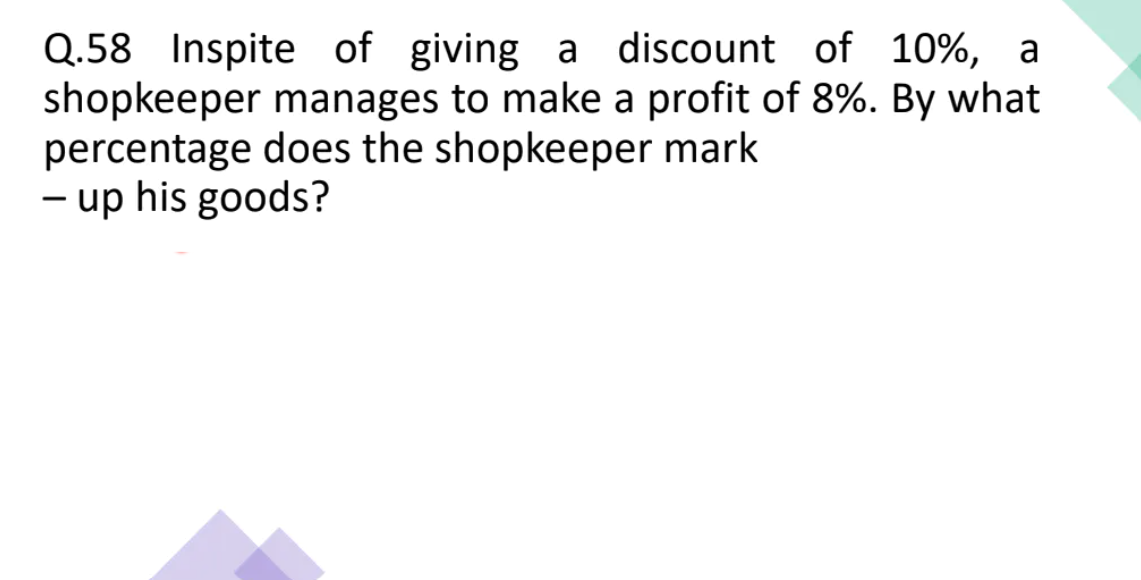 Q.58 Inspite of giving a discount of 10%, a
shopkeeper manages to make a profit of 8%. By what
percentage does the shopkeeper mark
– up his goods?